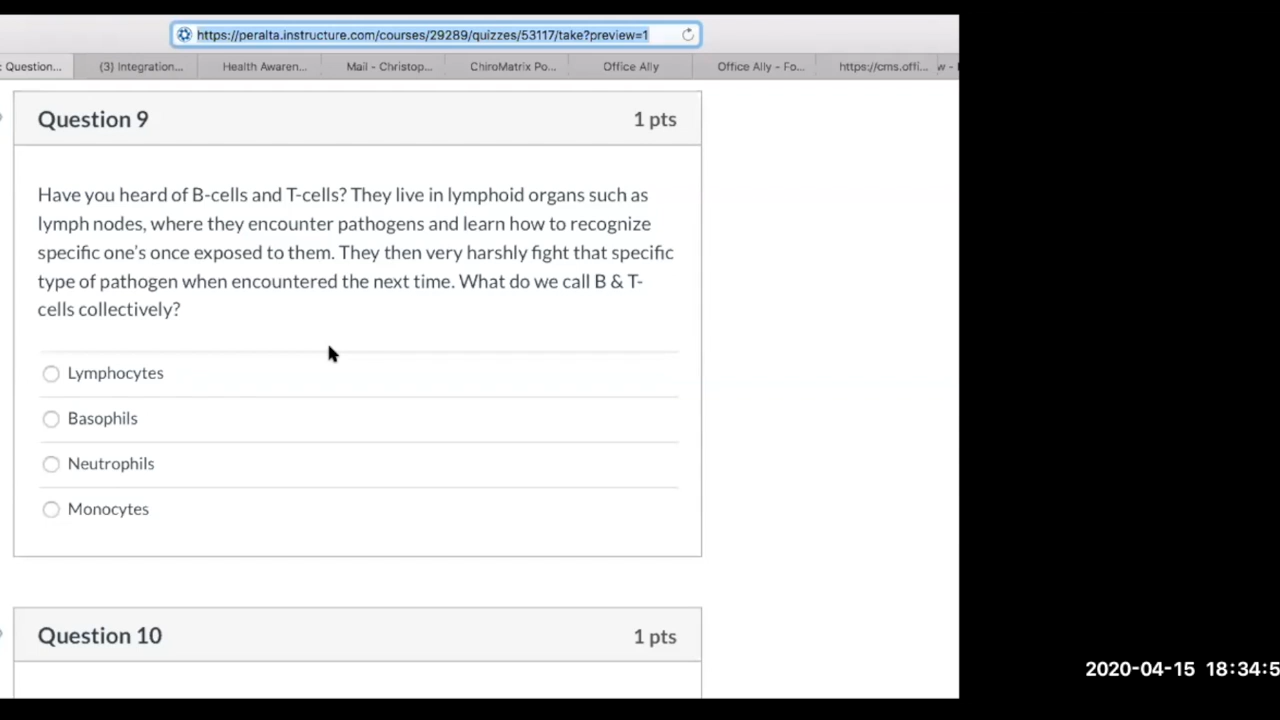 https://peralta.instructure.com/courses/29289/quizzes/53117/take?preview=1
: Question... (3) Integration... Health Awaren... Mail - Christop... ChiroMatrix Po... Office Ally Office Ally - Fo... https://cms.offi... w -
Question 9 1 pts
Have you heard of B-cells and T-cells? They live in lymphoid organs such as
lymph nodes, where they encounter pathogens and learn how to recognize
specific one's once exposed to them. They then very harshly fight that specific
type of pathogen when encountered the next time. What do we call B & T-
cells collectively?
Lymphocytes
Basophils
Neutrophils
Monocytes
Question 10 1 pts
2020-04-15 18:34:5